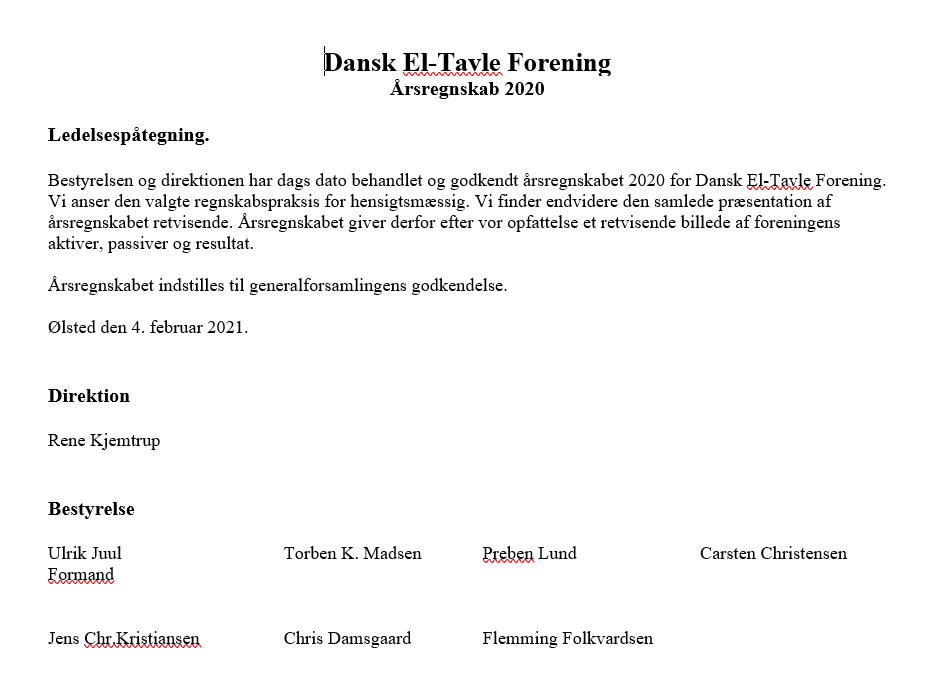 Dansk El-Tavle Forening
Årsregnskab 2020
Ledelsespåtegning.
Bestyrelsen og direktionen har dags dato behandlet og godkendt årsregnskabet 2020 for Dansk El-Tavle Forening.
Vi anser den valgte regnskabspraksis for hensigtsmæssig. Vi finder endvidere den samlede præsentation af
årsregnskabet retvisende. Årsregnskabet giver derfor efter vor opfattelse et retvisende billede af foreningens
aktiver, passiver og resultat.
Årsregnskabet indstilles til generalforsamlingens godkendelse.
Ølsted den 4. februar 2021.
Direktion
Rene Kjemtrup
Bestyrelse
Ulrik Juul Torben K. Madsen Preben Lund Carsten Christensen
Formand
Jens Chr.Kristiansen Chris Damsgaard Flemming Folkvardsen